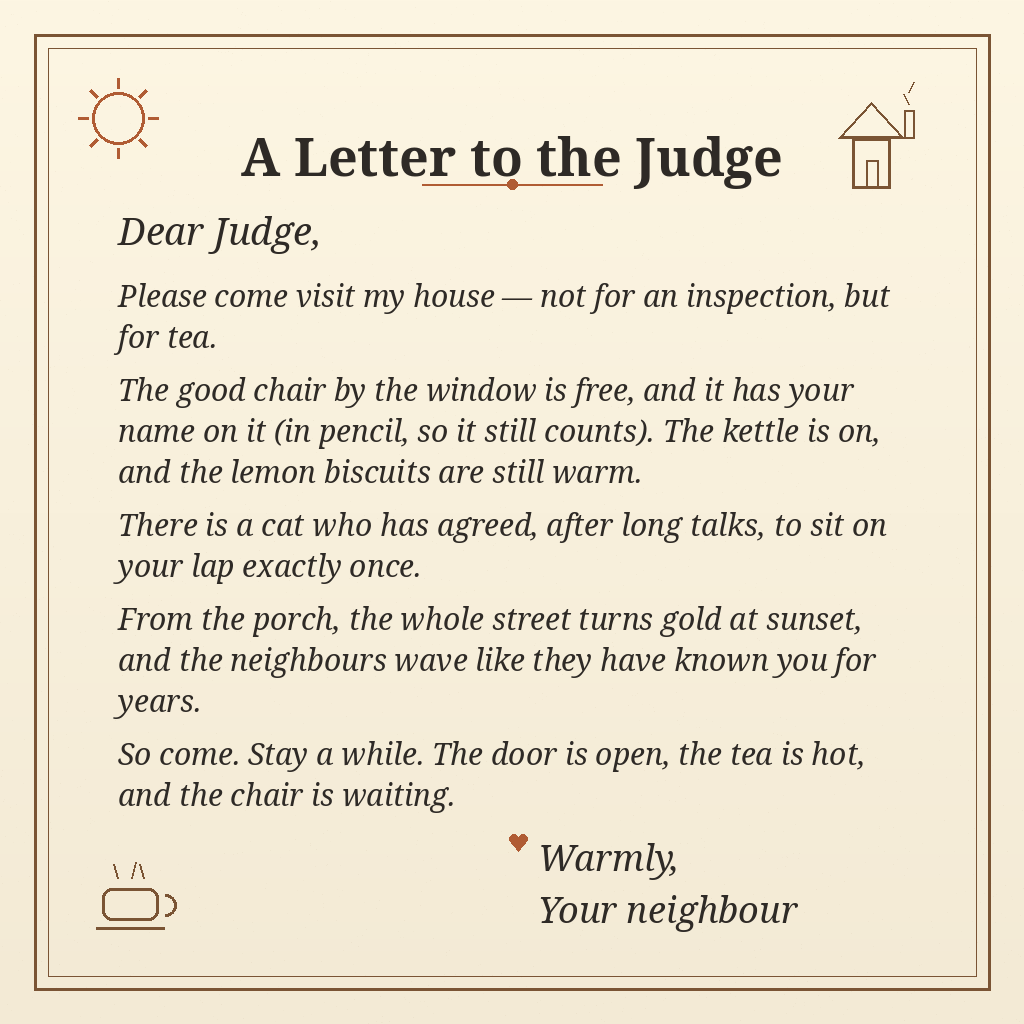 A Letter to the Judge
Dear Judge,
Please come visit my house — not for an inspection, but
for tea.
The good chair by the window is free, and it has your
name on it (in pencil, so it still counts). The kettle is on,
and the lemon biscuits are still warm.
There is a cat who has agreed, after long talks, to sit on
your lap exactly once.
From the porch, the whole street turns gold at sunset,
and the neighbours wave like they have known you for
years.
So come. Stay a while. The door is open, the tea is hot,
and the chair is waiting.
Warmly,
Your neighbour